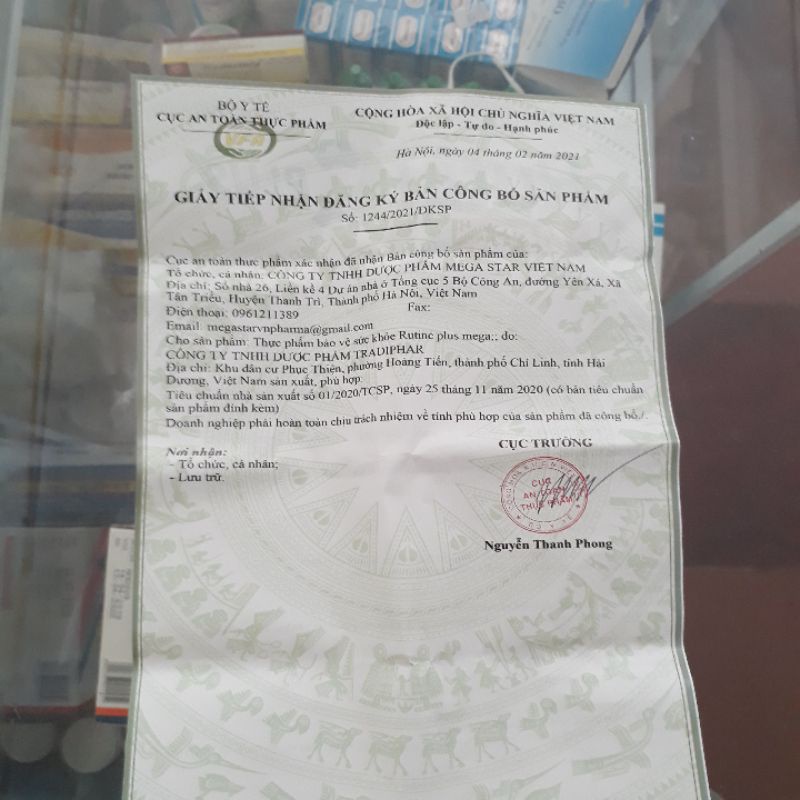 BỘ Y TẾ
CỤC AN TOÀN THỰC PHẨM
VFA
CỘNG HÒA XÃ HỘI CHỦ NGHĨA VIỆT NAM
Độc lập - Tự do - Hạnh phúc
Hà Nội, ngày 04 tháng 02 năm 2021
GIẤY TIẾP NHẬN ĐĂNG KÝ BẢN CÔNG BỐ SẢN PHẨM
Số: 1244/2021/ĐKSP
Cục an toàn thực phẩm xác nhận đã nhận Bản công bố sản phẩm của:
Tổ chức, cá nhân: CÔNG TY TNHH DƯỢC PHẨM MEGA STAR VIỆT NAM
Địa chỉ: Số nhà 26, Liền kề 4 Dự án nhà ở Tổng cục 5 Bộ Công An, đường Yên Xá, Xã
Tân Triều, Huyện Thanh Trì, Thành phố Hà Nội, Việt Nam
Điện thoại: 0961211389 Fax:
Email: megastarvnpharma@gmail.com
Cho sản phẩm: Thực phẩm bảo vệ sức khỏe Rutinc plus mega;; do:
CÔNG TY TNHH DƯỢC PHẨM TRADIPHAR
Địa chỉ: Khu dân cư Phục Thiện, phường Hoàng Tiến, thành phố Chí Linh, tỉnh Hải
Dương, Việt Nam sản xuất, phù hợp:
Tiêu chuẩn nhà sản xuất số 01/2020/TCSP, ngày 25 tháng 11 năm 2020 (có bản tiêu chuẩn
sản phẩm đính kèm)
Doanh nghiệp phải hoàn toàn chịu trách nhiệm về tính phù hợp của sản phẩm đã công bố./.
Nơi nhận:
- Tổ chức, cá nhân;
- Lưu trữ.
CỤC TRƯỞNG
CỤC
AN TOÀN
THỰC PHẨM
Nguyễn Thanh Phong